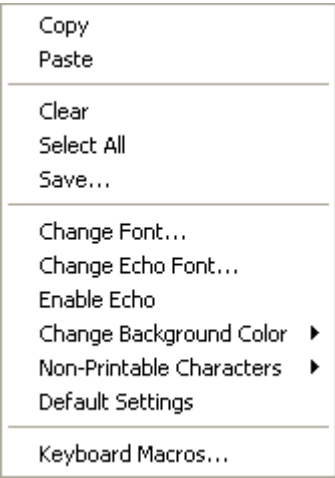 Copy
Paste
Clear
Select All
Save...
Change Font...
Change Echo Font...
Enable Echo
Change Background Color
Non-Printable Characters
Default Settings
Keyboard Macros...